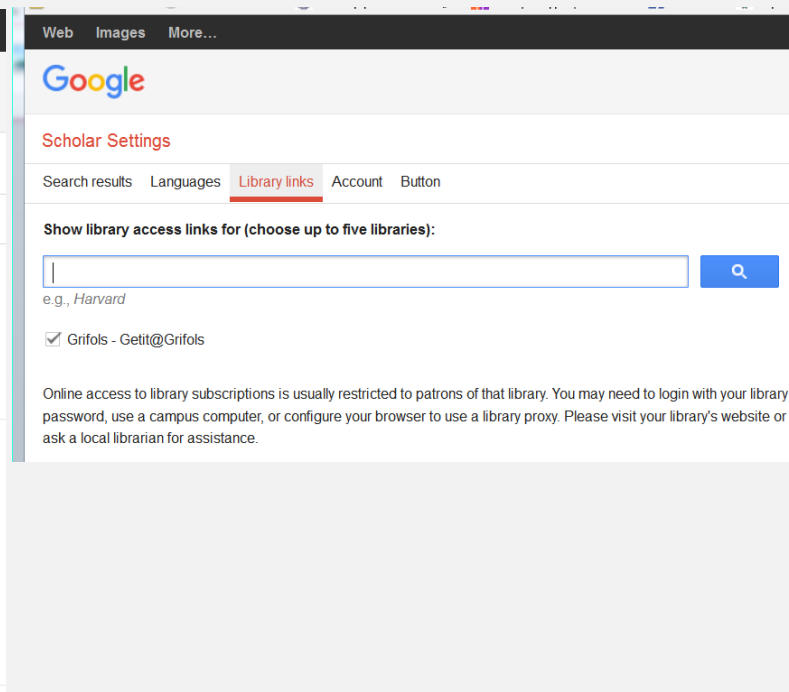 Web Images More...
Google
Scholar Settings
Search results Languages Library links Account Button
Show library access links for (choose up to five libraries):
e.g., Harvard
Grifols - Getit@Grifols
Online access to library subscriptions is usually restricted to patrons of that library. You may need to login with your library
password, use a campus computer, or configure your browser to use a library proxy. Please visit your library's website or
ask a local librarian for assistance.